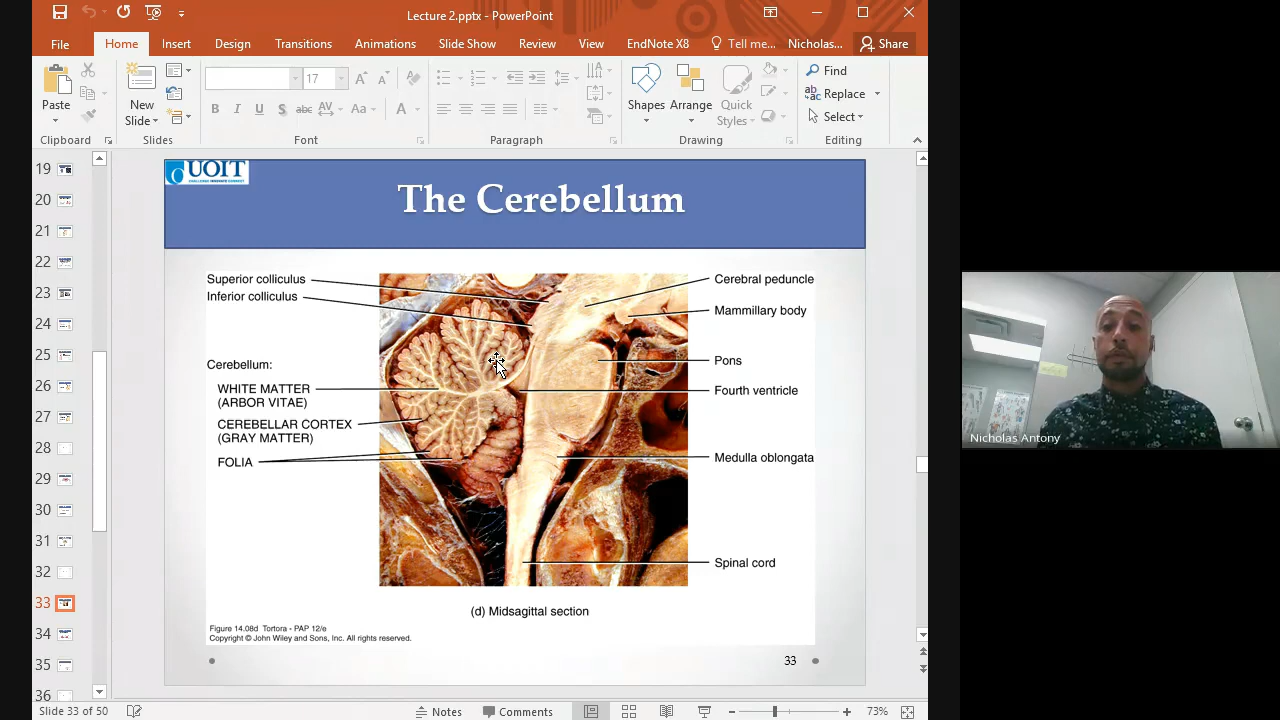 Lecture 2.pptx - PowerPoint
File Home Insert Design Transitions Animations Slide Show Review View EndNote X8 Tell me... Nicholas... Share
17
Paste
New
Slide
B I U S abc AV Aa A
Shapes Arrange Quick
Styles
Find
Replace
Select
Clipboard Slides Font Paragraph Drawing Editing
19
20
21
22
23
24
25
26
27
28
29
30
31
32
33
34
35
36
UOIT
The Cerebellum
Superior colliculus
Inferior colliculus
Cerebellum:
WHITE MATTER
(ARBOR VITAE)
CEREBELLAR CORTEX
(GRAY MATTER)
FOLIA
Cerebral peduncle
Mammillary body
Pons
Fourth ventricle
Medulla oblongata
Spinal cord
(d) Midsagittal section
Figure 14.08d Tortora - PAP 12/e
Copyright © John Wiley and Sons, Inc. All rights reserved.
33
Nicholas Antony
Slide 33 of 50 Notes Comments 73%